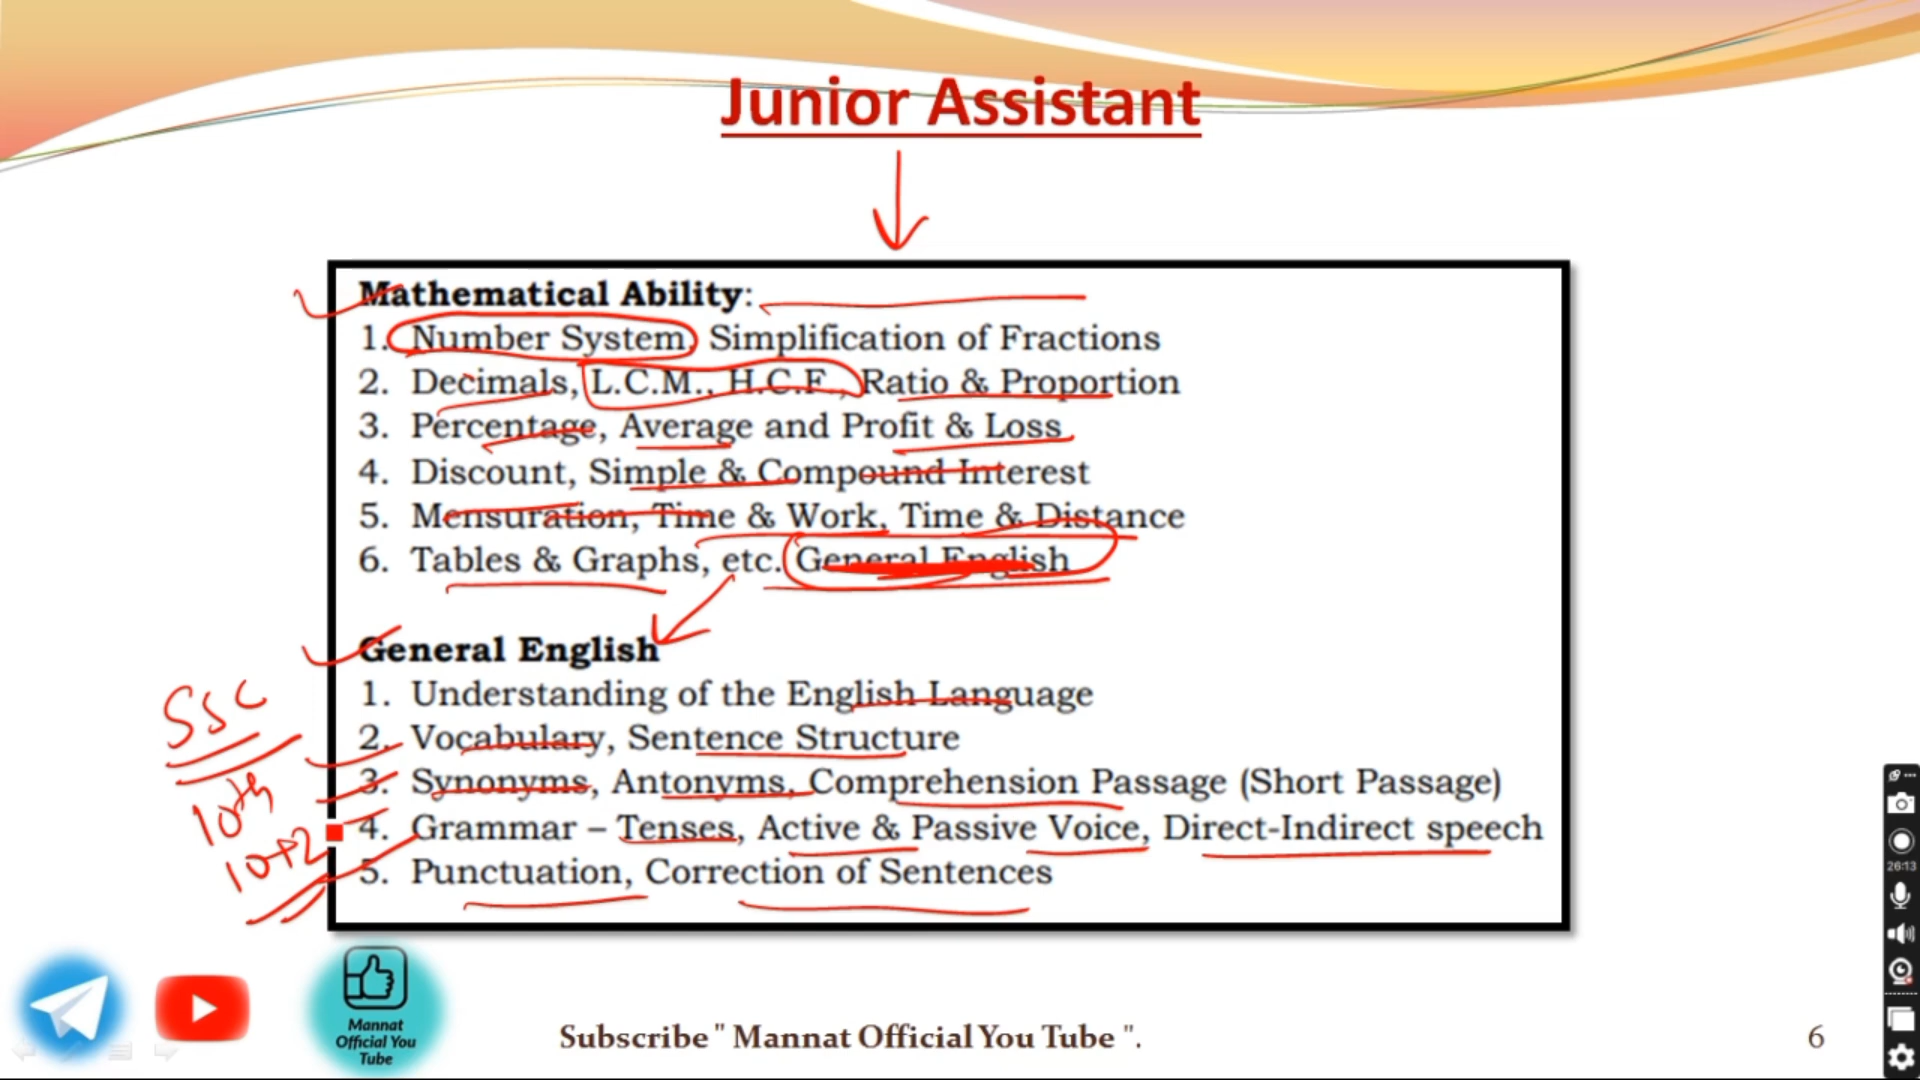 Junior Assistant
Mathematical Ability:
1. Number System, Simplification of Fractions
2. Decimals, L.C.M., H.C.F., Ratio & Proportion
3. Percentage, Average and Profit & Loss
4. Discount, Simple & Compound Interest
5. Mensuration, Time & Work, Time & Distance
6. Tables & Graphs, etc. General English
General English
1. Understanding of the English Language
2. Vocabulary, Sentence Structure
3. Synonyms, Antonyms, Comprehension Passage (Short Passage)
4. Grammar – Tenses, Active & Passive Voice, Direct-Indirect speech
5. Punctuation, Correction of Sentences
SSC
10th
10+2
Mannat
Official You
Tube
Subscribe " Mannat Official You Tube ".
6
26:13